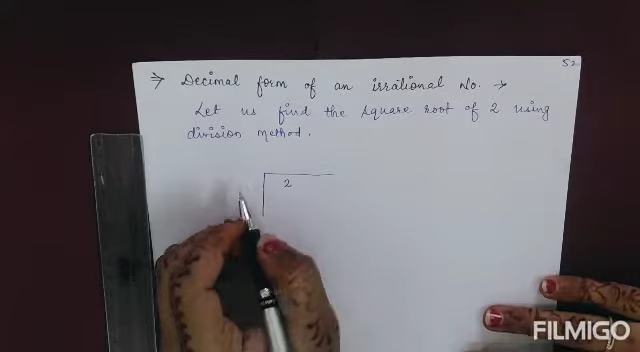 52
⇒ Decimal form of an irrational No. →
Let us find the square root of 2 using
division method.
2
FILMIGO